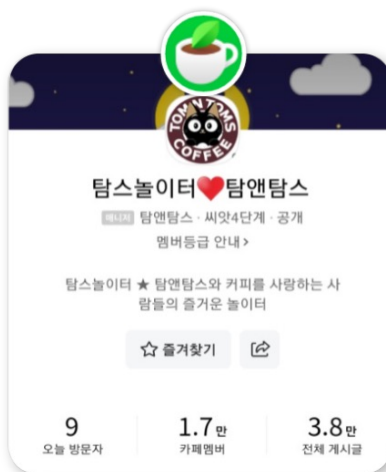 TOM N TOMS
COFFEE
탐스놀이터❤️탐앤탐스
매니저 탐앤탐스 · 씨앗4단계 · 공개
멤버등급 안내 >
탐스놀이터 ★ 탐앤탐스와 커피를 사랑하는 사
람들의 즐거운 놀이터
☆ 즐겨찾기
9 1.7만 3.8만
오늘 방문자 카페멤버 전체 게시글